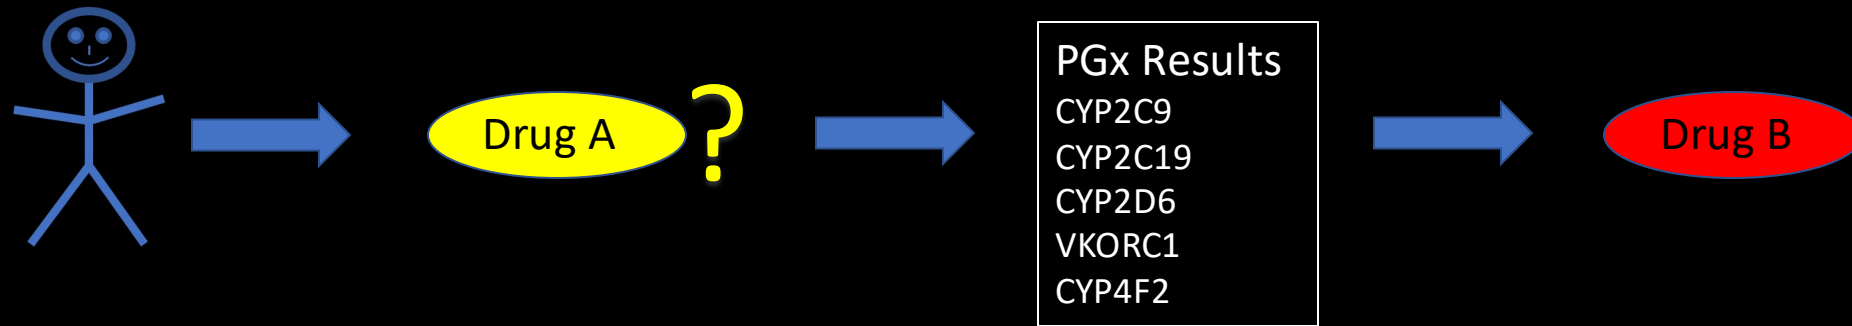 Drug A
?
PGx Results
CYP2C9
CYP2C19
CYP2D6
VKORC1
CYP4F2
Drug B